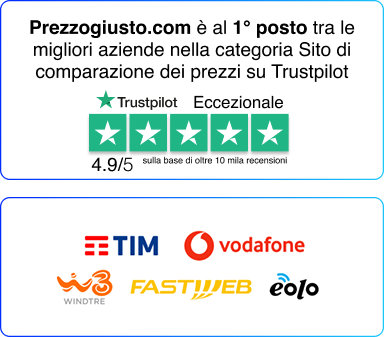 Prezzogiusto.com è al 1° posto tra le
migliori aziende nella categoria Sito di
comparazione dei prezzi su Trustpilot
Trustpilot Eccezionale
4.9/5 sulla base di oltre 10 mila recensioni
TIM vodafone
W3 FASTWEB eolo
WINDTRE